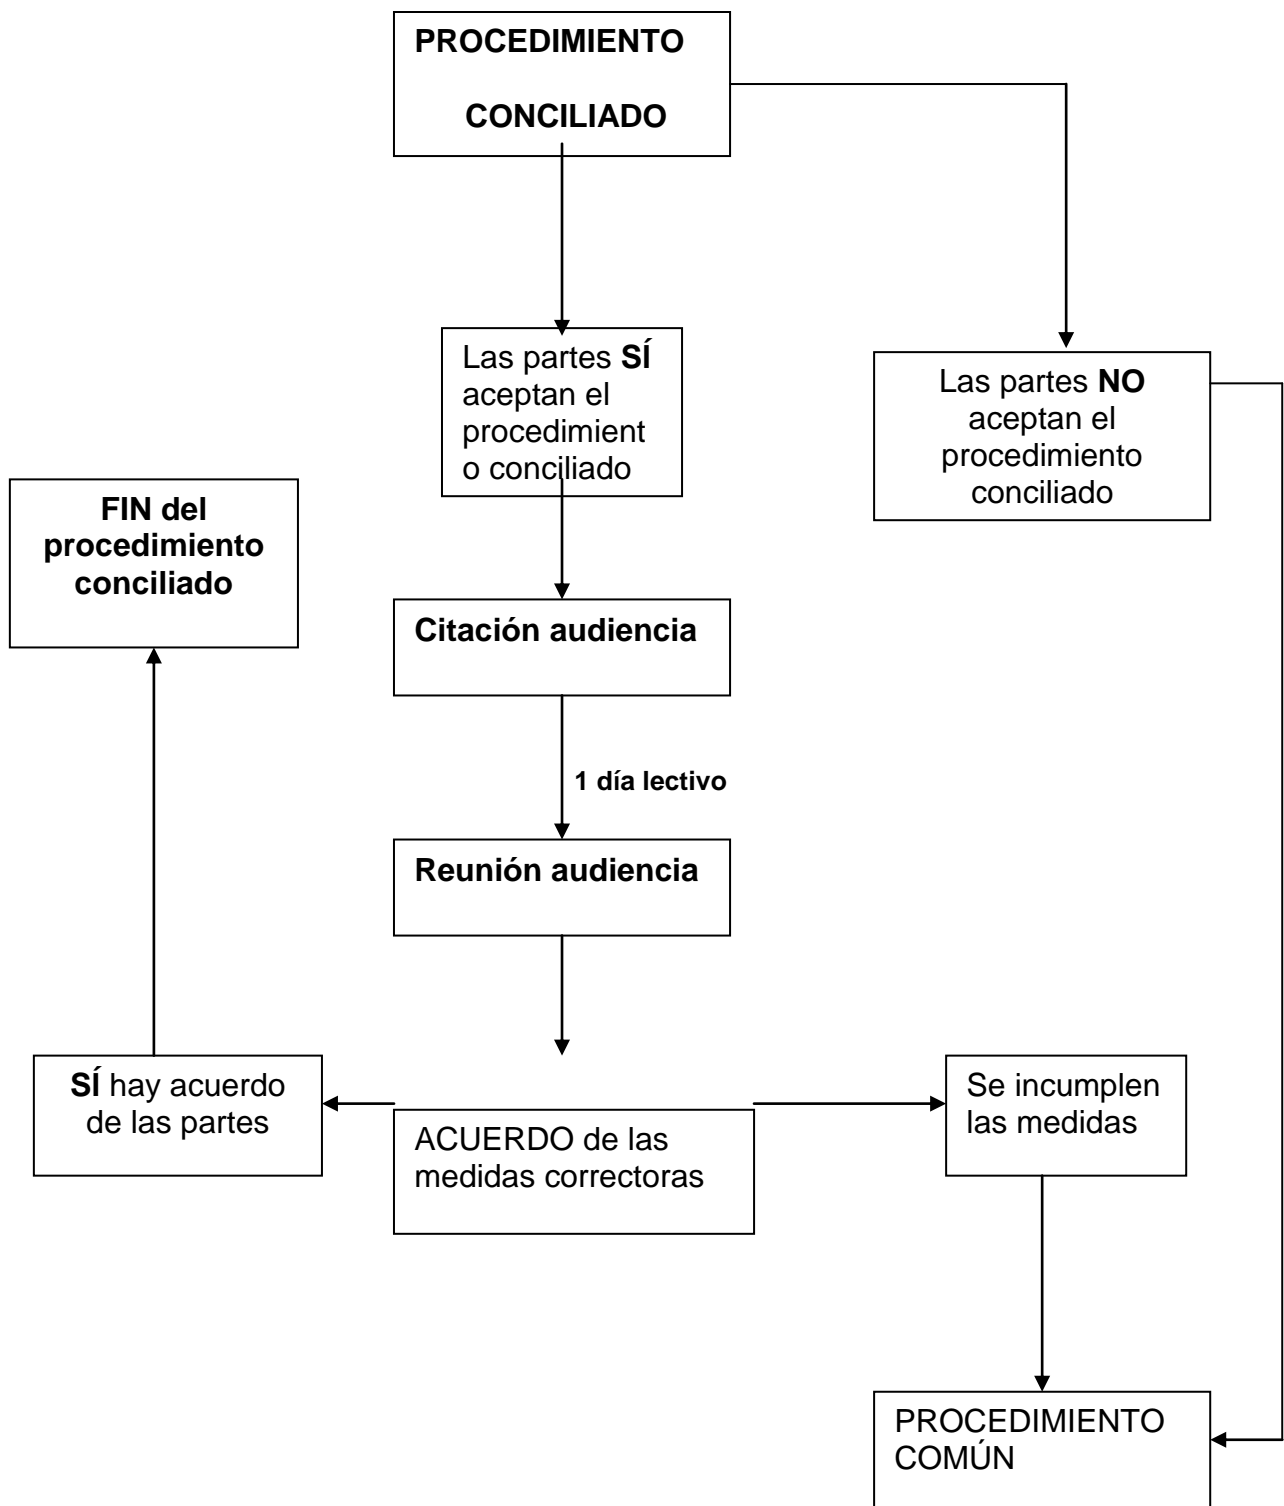 PROCEDIMIENTO
CONCILIADO
Las partes SÍ
aceptan el
procedimient
o conciliado
Las partes NO
aceptan el
procedimiento
conciliado
FIN del
procedimiento
conciliado
Citación audiencia
1 día lectivo
Reunión audiencia
SÍ hay acuerdo
de las partes
ACUERDO de las
medidas correctoras
Se incumplen
las medidas
PROCEDIMIENTO
COMÚN